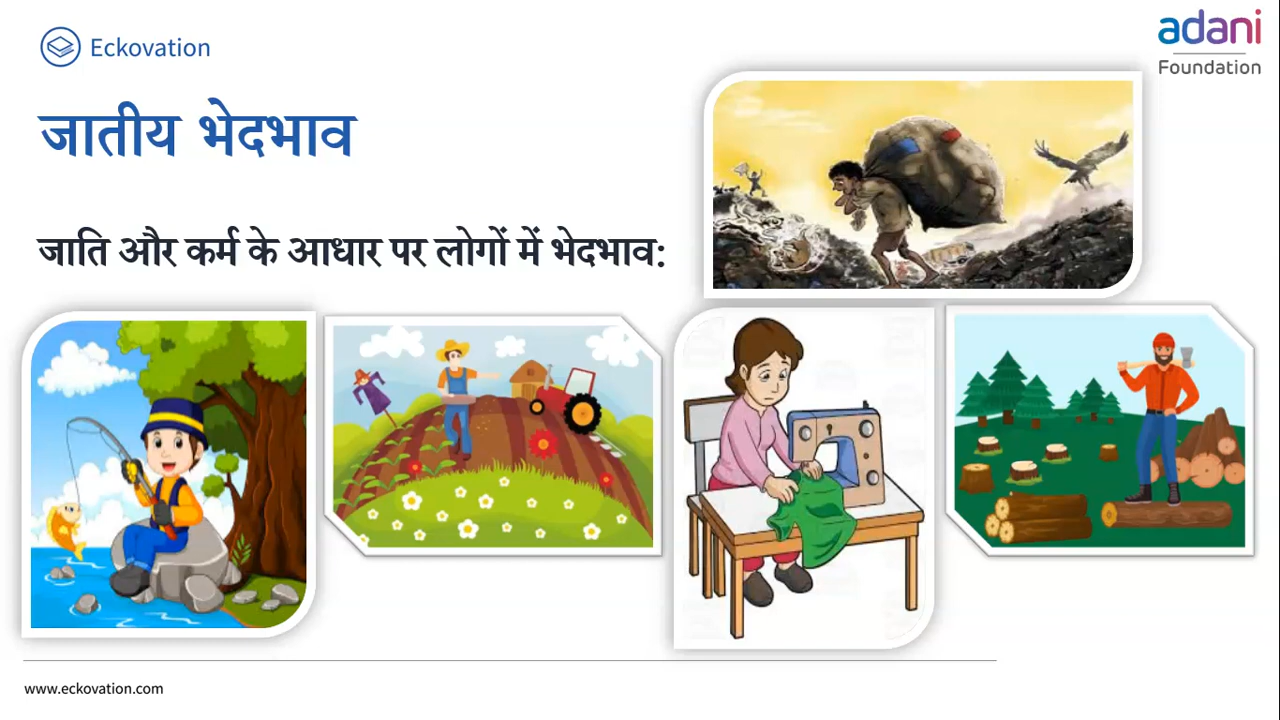 Eckovation
adani
Foundation
जातीय भेदभाव
जाति और कर्म के आधार पर लोगों में भेदभाव:
www.eckovation.com